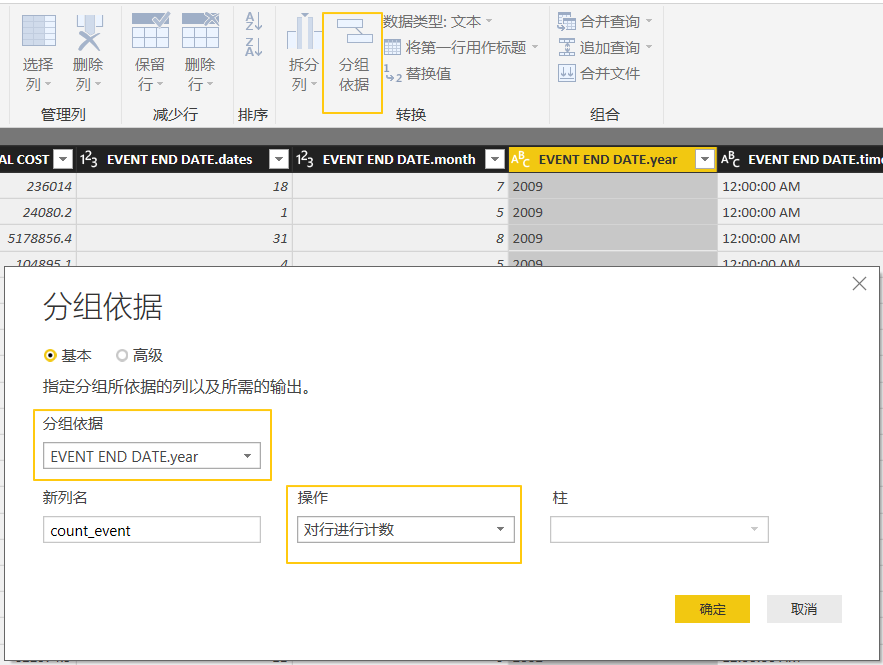 选择列
删除列
管理列
保留行
删除行
减少行
A Z
Z A
排序
拆分列
分组依据
数据类型: 文本
将第一行用作标题
1 2 替换值
转换
合并查询
追加查询
合并文件
组合
AL COST 123 EVENT END DATE.dates 123 EVENT END DATE.month ABC EVENT END DATE.year ABC EVENT END DATE.time
236014 18 7 2009 12:00:00 AM
24080.2 1 5 2009 12:00:00 AM
5178856.4 31 8 2009 12:00:00 AM
104895.1 4 5 2009 12:00:00 AM
分组依据
基本 高级
指定分组所依据的列以及所需的输出。
分组依据
EVENT END DATE.year
新列名 操作 柱
count_event 对行进行计数
确定 取消